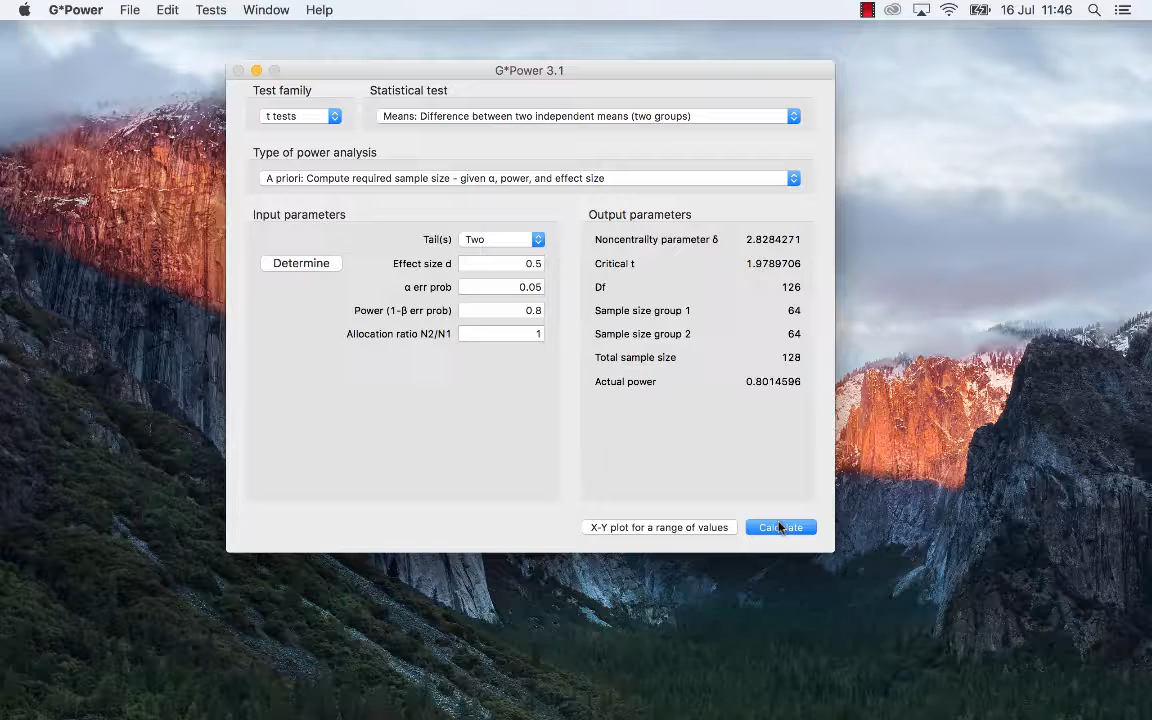 G*Power File Edit Tests Window Help 16 Jul 11:46
G*Power 3.1
Test family Statistical test
t tests Means: Difference between two independent means (two groups)
Type of power analysis
A priori: Compute required sample size - given α, power, and effect size
Input parameters Output parameters
Tail(s) Two Noncentrality parameter δ 2.8284271
Determine Effect size d 0.5 Critical t 1.9789706
α err prob 0.05 Df 126
Power (1-β err prob) 0.8 Sample size group 1 64
Allocation ratio N2/N1 1 Sample size group 2 64
Total sample size 128
Actual power 0.8014596
X-Y plot for a range of values Calculate